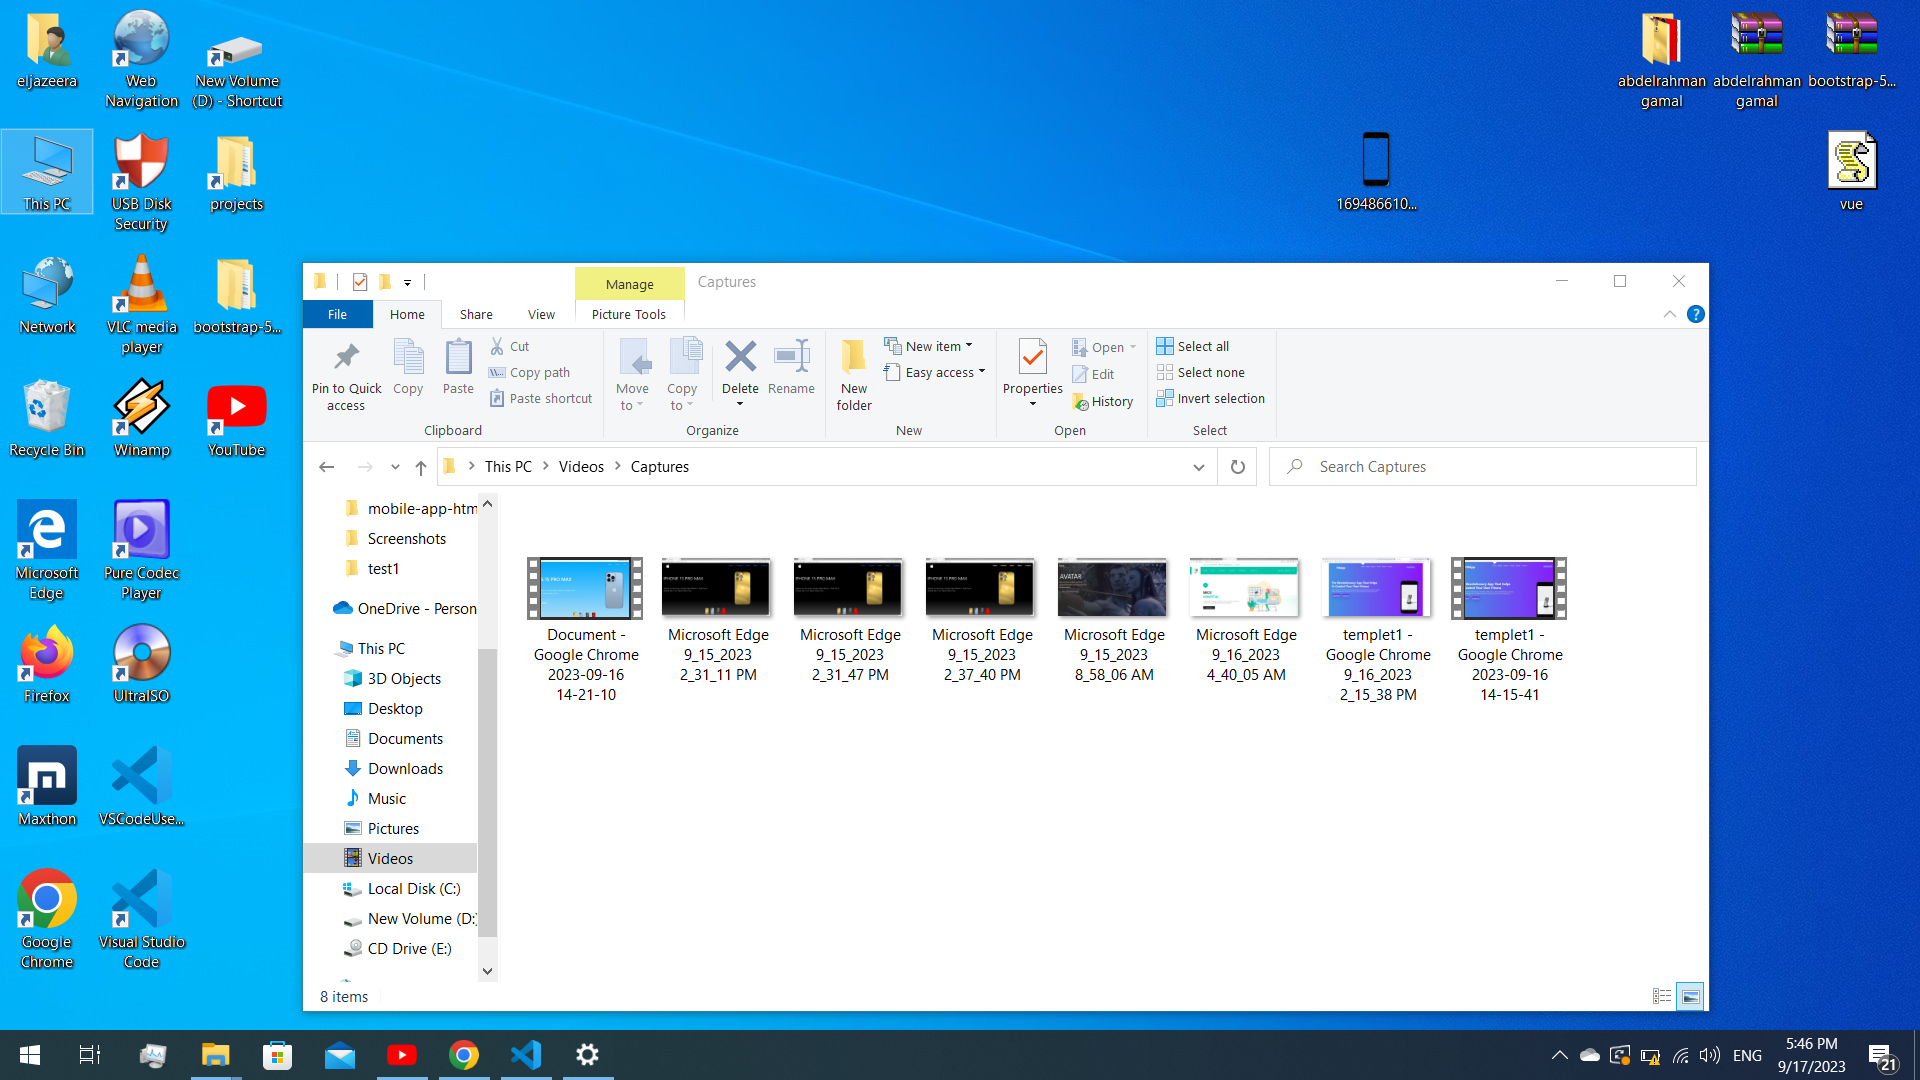 eljazeera
Web
Navigation
New Volume
(D) - Shortcut
abdelrahman
gamal
abdelrahman
gamal
bootstrap-5...
This PC
USB Disk
Security
projects
169486610...
vue
Network
VLC media
player
bootstrap-5...
Recycle Bin
Winamp
YouTube
Microsoft
Edge
Pure Codec
Player
Firefox
UltraISO
Maxthon
VSCodeUse...
Google
Chrome
Visual Studio
Code
Manage
Captures
File
Home
Share
View
Picture Tools
Pin to Quick
access
Copy
Paste
Cut
Copy path
Paste shortcut
Clipboard
Move
to
Copy
to
Delete
Rename
Organize
New
folder
New item
Easy access
New
Properties
Open
Edit
History
Open
Select all
Select none
Invert selection
Select
This PC
Videos
Captures
Search Captures
mobile-app-htm
Screenshots
test1
OneDrive - Person
This PC
3D Objects
Desktop
Documents
Downloads
Music
Pictures
Videos
Local Disk (C:)
New Volume (D:)
CD Drive (E:)
Document -
Google Chrome
2023-09-16
14-21-10
Microsoft Edge
9_15_2023
2_31_11 PM
Microsoft Edge
9_15_2023
2_31_47 PM
Microsoft Edge
9_15_2023
2_37_40 PM
AVATAR
Microsoft Edge
9_15_2023
8_58_06 AM
Microsoft Edge
9_16_2023
4_40_05 AM
templet1 -
Google Chrome
9_16_2023
2_15_38 PM
templet1 -
Google Chrome
2023-09-16
14-15-41
8 items
ENG
5:46 PM
9/17/2023
21